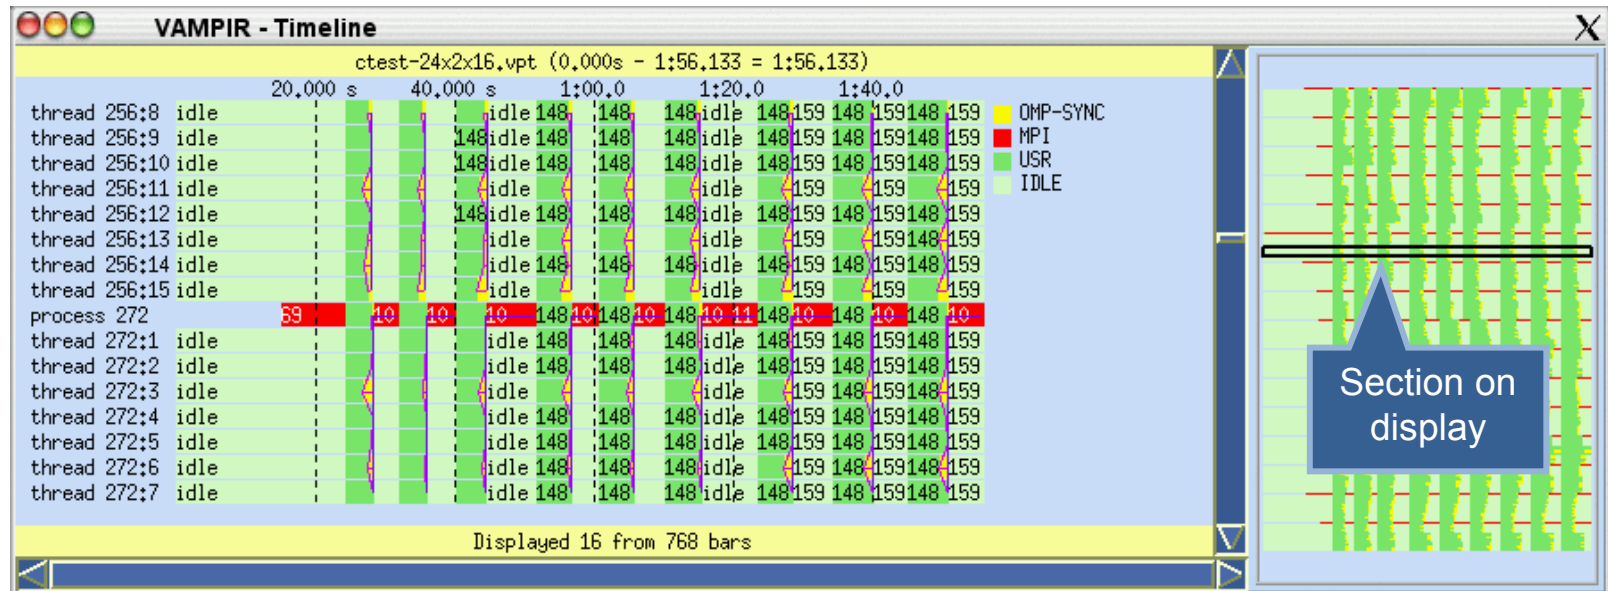 VAMPIR - Timeline
X
ctest-24x2x16.vpt (0.000s - 1:56.133 = 1:56.133)
20.000 s 40.000 s 1:00.0 1:20.0 1:40.0
thread 256:8 idle idle 148 148 148 idle 148 159 148 159 148 159
thread 256:9 idle 148 idle 148 148 148 idle 148 159 148 159 148 159
thread 256:10 idle 148 idle 148 148 148 idle 148 159 148 159 148 159
thread 256:11 idle idle idle 159 159 159
thread 256:12 idle 148 idle 148 148 148 idle 148 159 148 159 148 159
thread 256:13 idle idle idle 159 159 148 159
thread 256:14 idle idle 148 148 148 idle 148 159 148 159 148 159
thread 256:15 idle idle idle 159 159 159
process 272 69 10 10 10 148 10 148 10 148 10 11 148 10 148 10 148 10
thread 272:1 idle idle 148 148 148 idle 148 159 148 159 148 159
thread 272:2 idle idle 148 148 148 idle 148 159 148 159 148 159
thread 272:3 idle idle 148 148 148 idle 159 148 159 148 159
thread 272:4 idle idle 148 148 148 idle 148 159 148 159 148 159
thread 272:5 idle idle 148 148 148 idle 148 159 148 159 148 159
thread 272:6 idle idle 148 148 148 idle 159 148 159 148 159
thread 272:7 idle idle 148 148 148 idle 148 159 148 159 148 159
OMP-SYNC
MPI
USR
IDLE
Displayed 16 from 768 bars
Section on
display